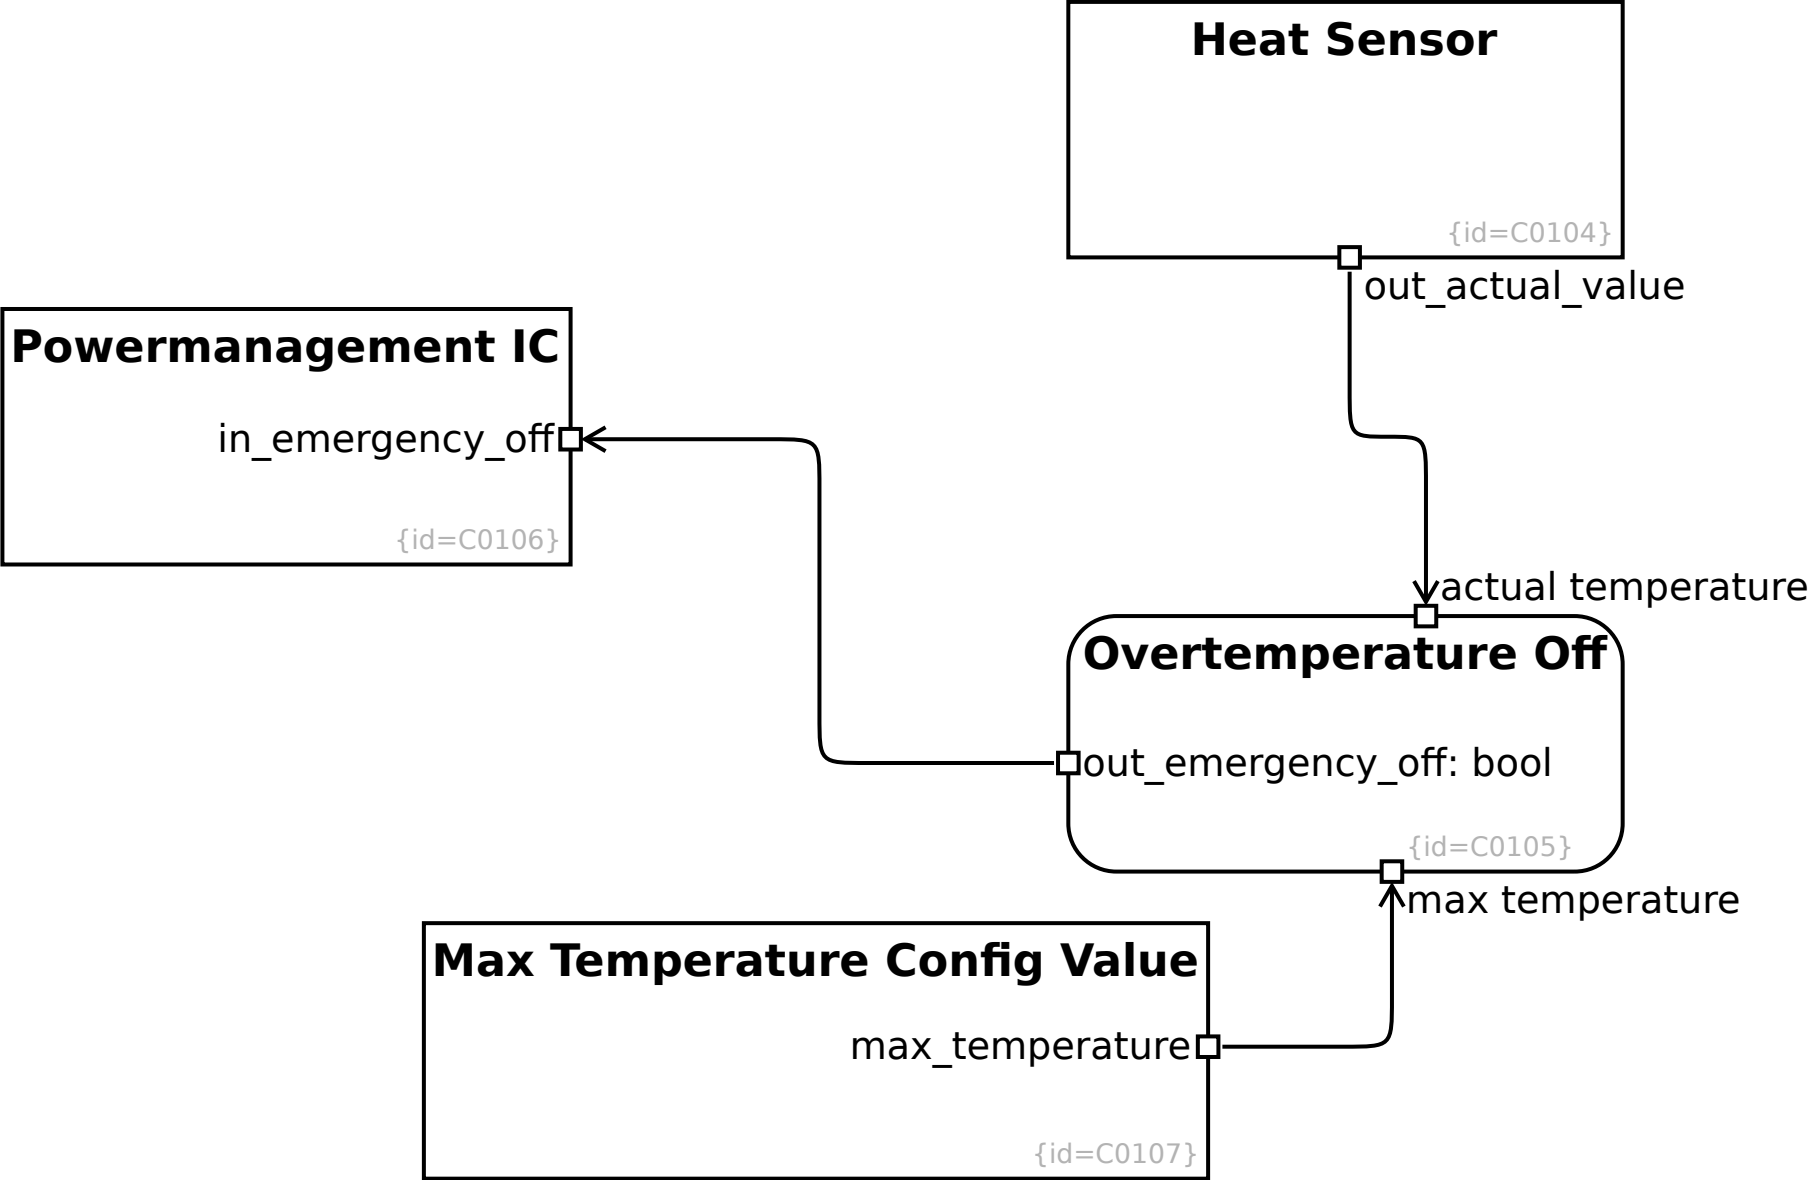 Heat Sensor
{id=C0104}
out_actual_value
Powermanagement IC
in_emergency_off
{id=C0106}
actual temperature
Overtemperature Off
out_emergency_off: bool
{id=C0105}
max temperature
Max Temperature Config Value
max_temperature
{id=C0107}